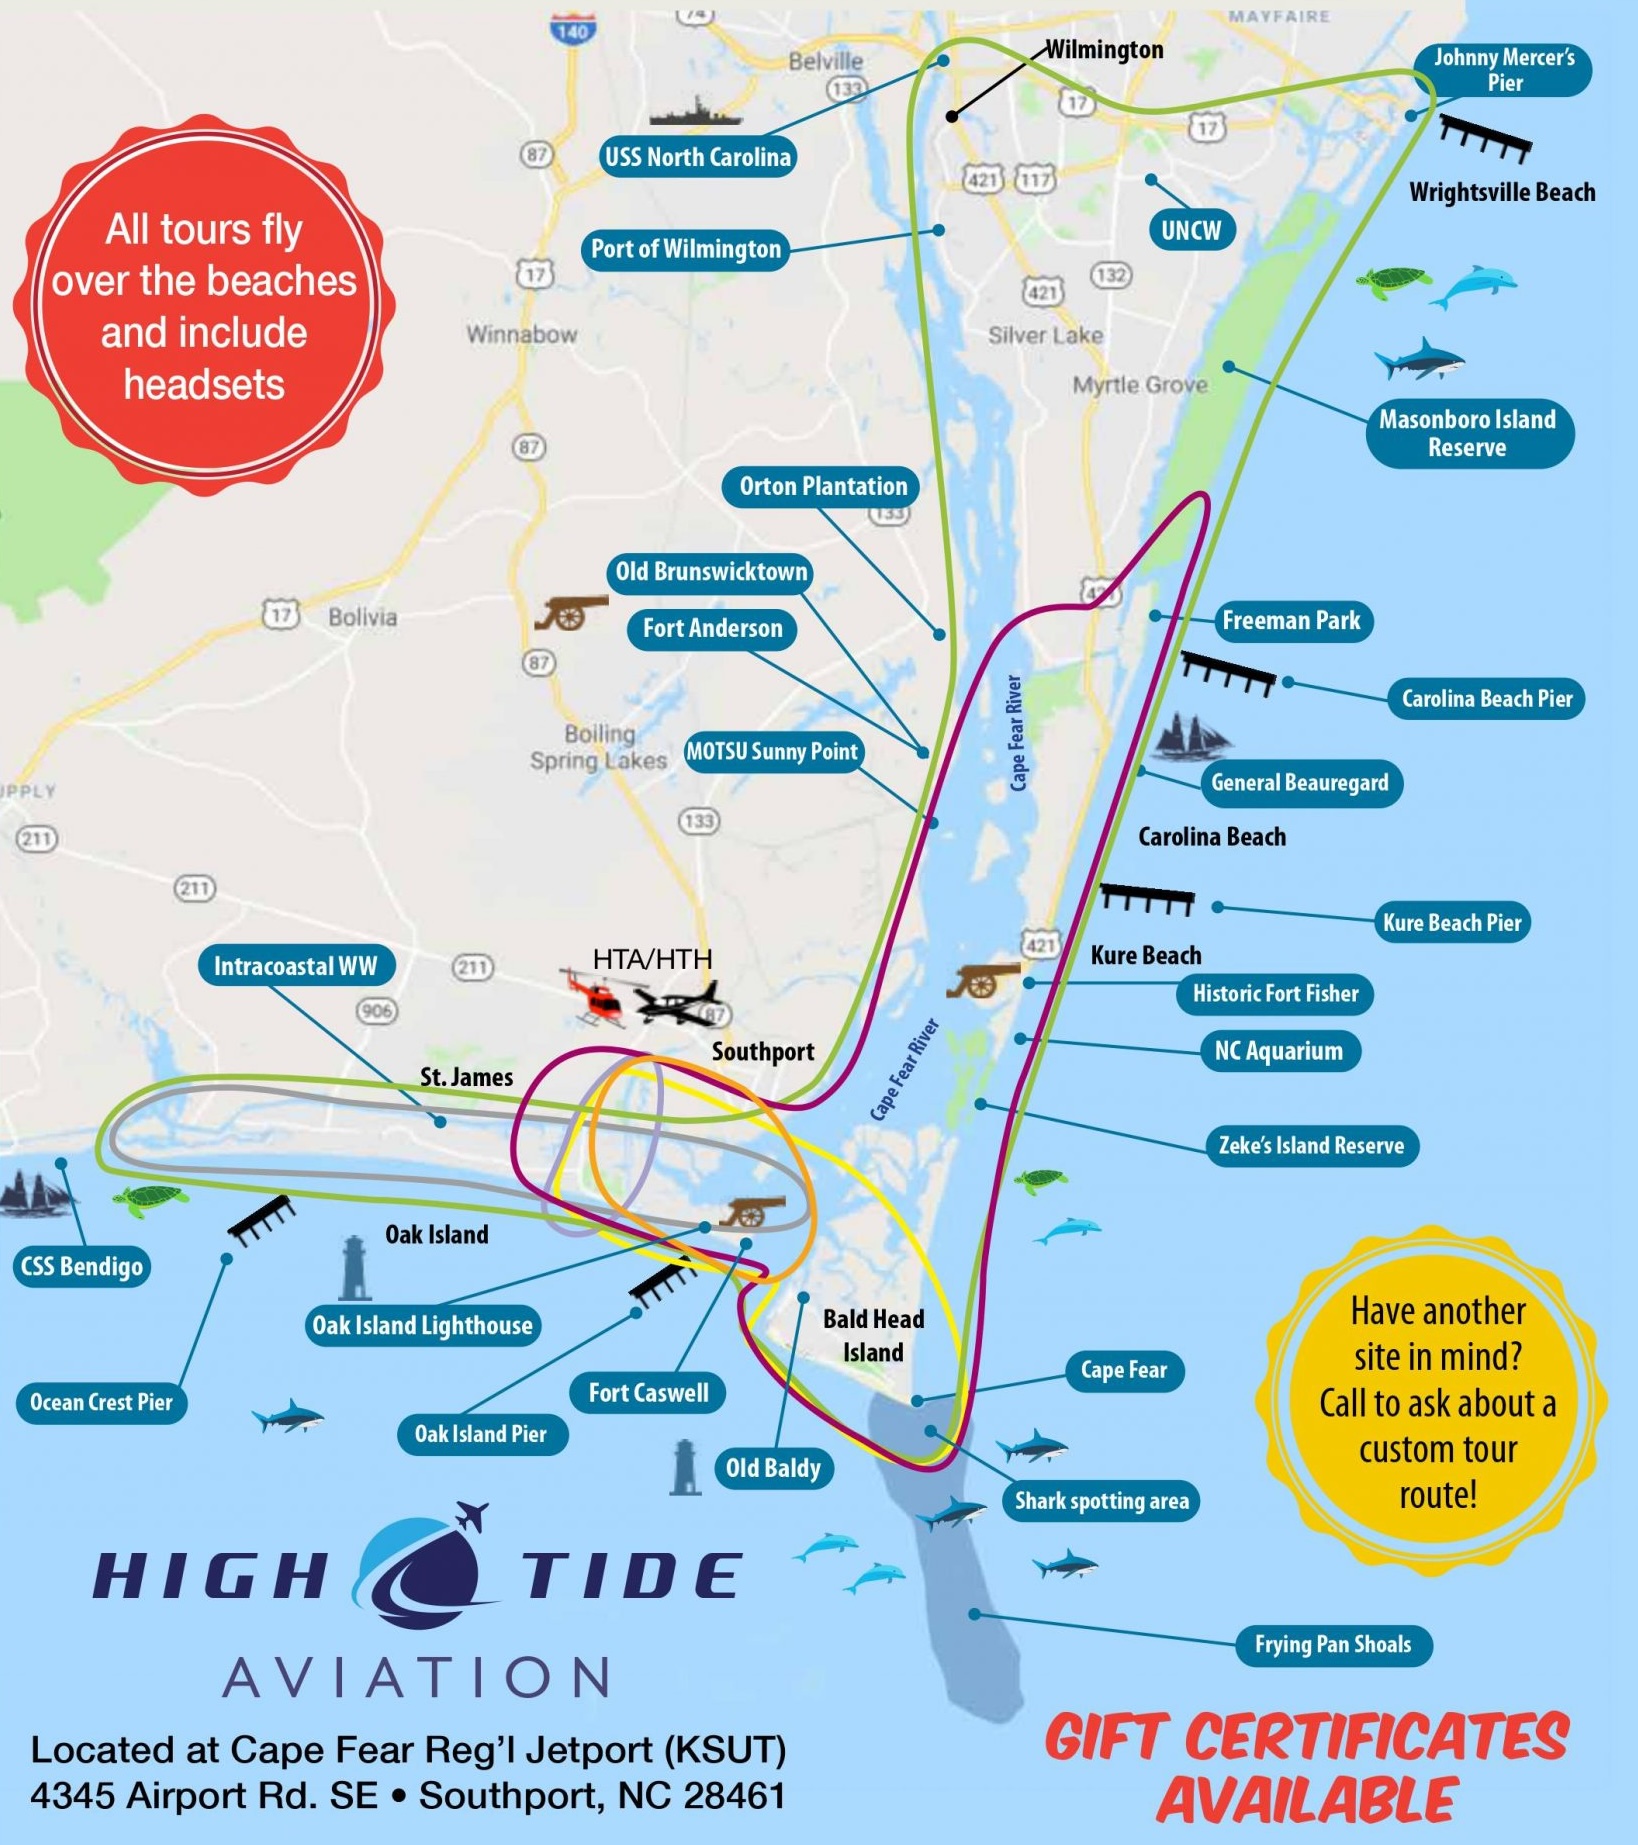 140
74
MAYFAIRE
Belville
133
Wilmington
17
17
Johnny Mercer's
Pier
USS North Carolina
87
421
117
Wrightsville Beach
UNCW
All tours fly
over the beaches
and include
headsets
Port of Wilmington
17
132
421
Winnabow
Silver Lake
Myrtle Grove
Masonboro Island
Reserve
87
Orton Plantation
133
Old Brunswicktown
421
17
Bolivia
Fort Anderson
Freeman Park
87
Carolina Beach Pier
Cape Fear River
Boiling
Spring Lakes
MOTSU Sunny Point
General Beauregard
UPPLY
133
211
Carolina Beach
211
Kure Beach Pier
421
Kure Beach
HTA/HTH
Intracoastal WW
211
Historic Fort Fisher
906
87
Southport
NC Aquarium
St. James
Cape Fear River
Zeke's Island Reserve
Oak Island
CSS Bendigo
Oak Island Lighthouse
Bald Head
Island
Have another
site in mind?
Call to ask about a
custom tour
route!
Cape Fear
Ocean Crest Pier
Fort Caswell
Oak Island Pier
Old Baldy
Shark spotting area
HIGH TIDE
AVIATION
Frying Pan Shoals
Located at Cape Fear Reg'l Jetport (KSUT)
4345 Airport Rd. SE • Southport, NC 28461
GIFT CERTIFICATES
AVAILABLE